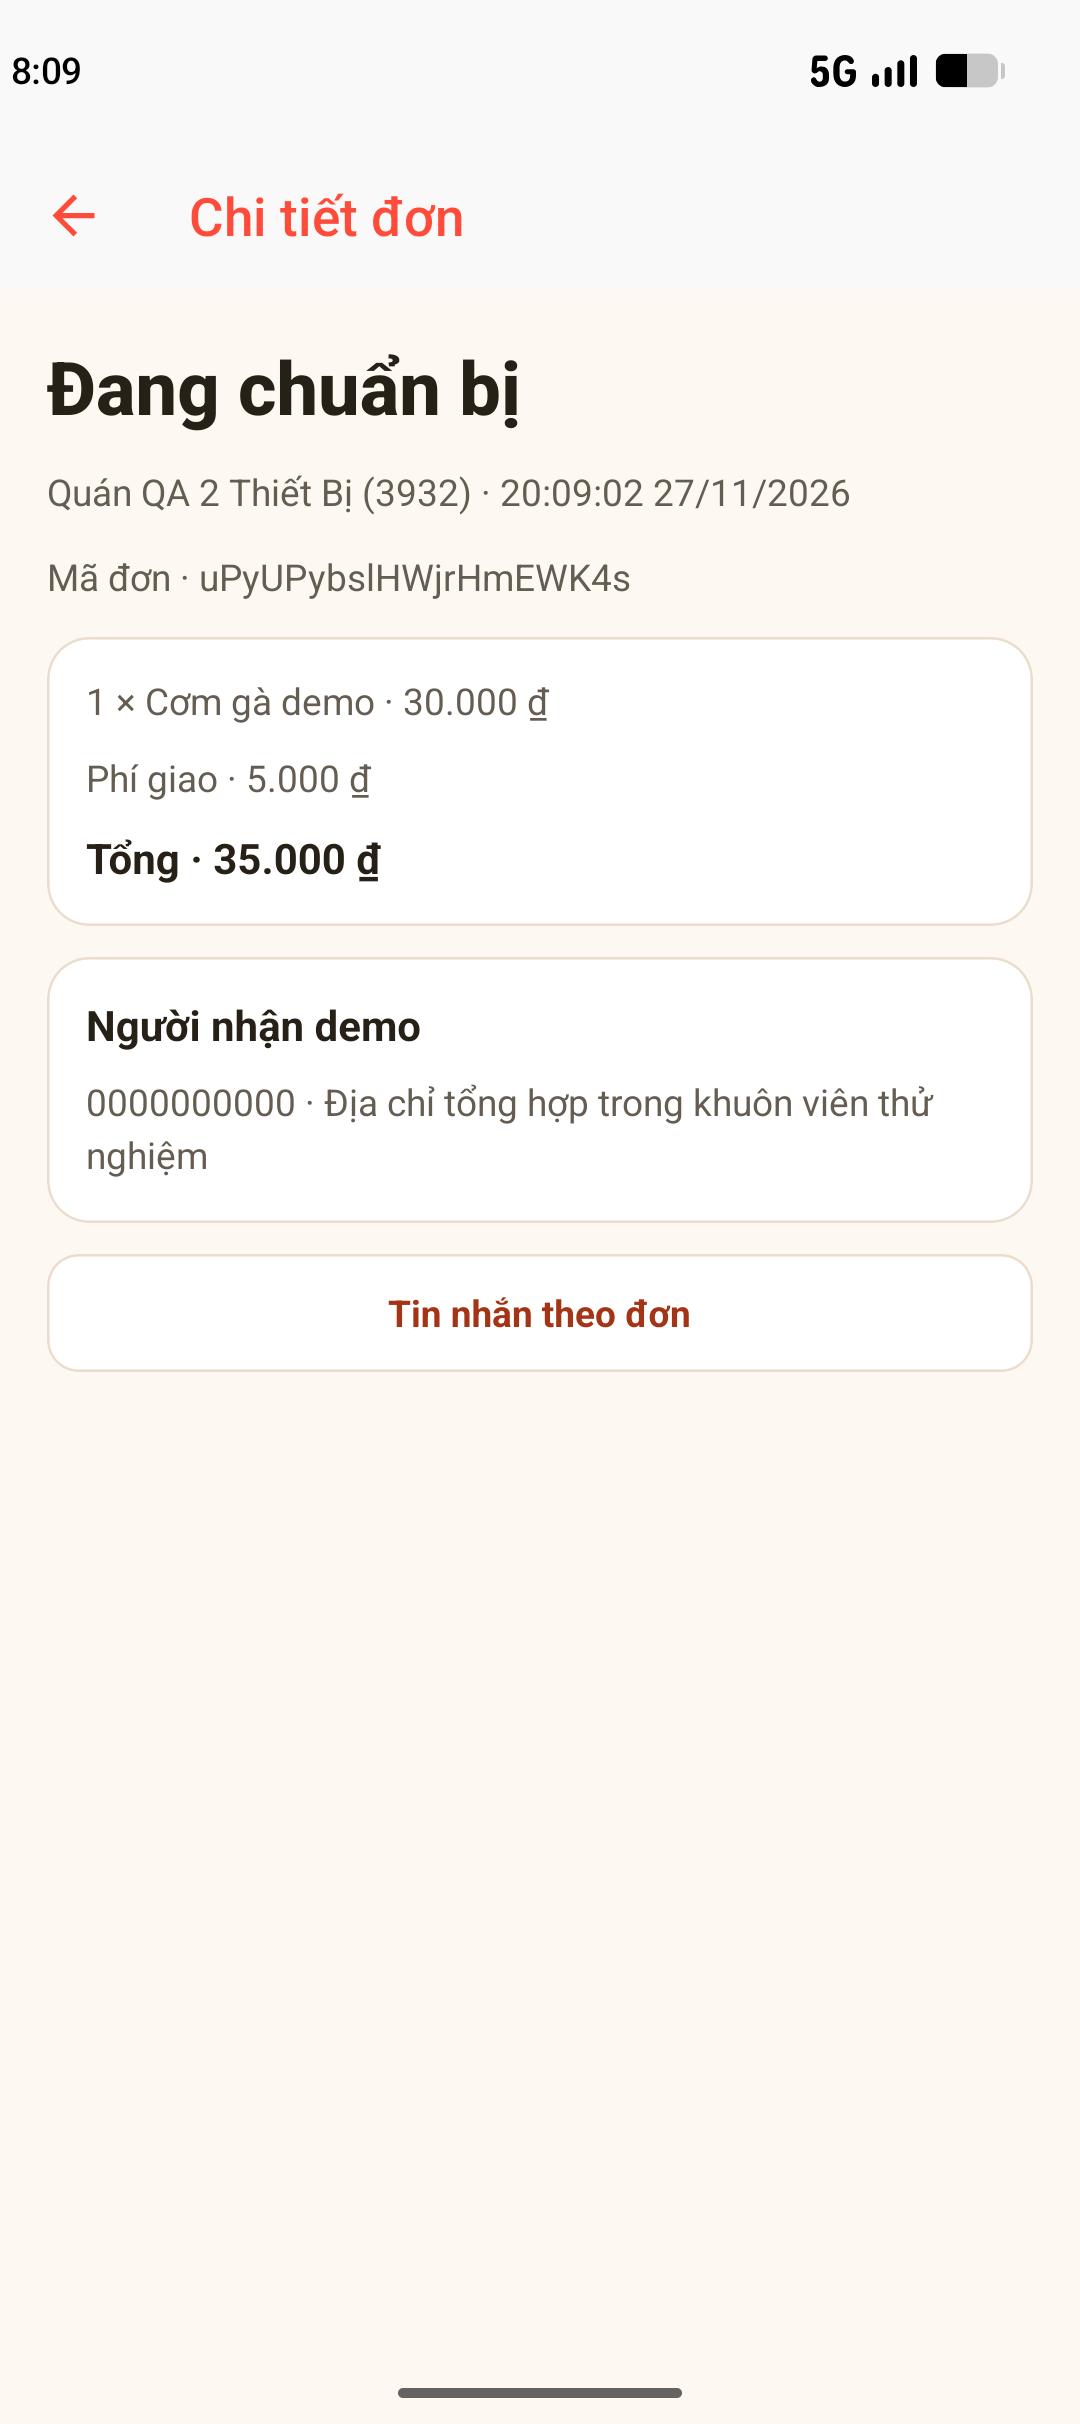 8:09
5G
Chi tiết đơn
Đang chuẩn bị
Quán QA 2 Thiết Bị (3932) · 20:09:02 27/11/2026
Mã đơn · uPyUPybslHWjrHmEWK4s
1 × Cơm gà demo · 30.000 ₫
Phí giao · 5.000 ₫
Tổng · 35.000 ₫
Người nhận demo
0000000000 · Địa chỉ tổng hợp trong khuôn viên thử
nghiệm
Tin nhắn theo đơn